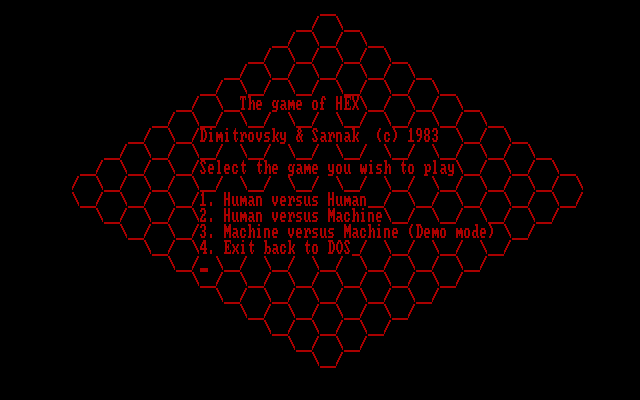 The game of HEX
Dimitrovsky & Sarnak (c) 1983
Select the game you wish to play
1. Human versus Human
2. Human versus Machine
3. Machine versus Machine (Demo mode)
4. Exit back to DOS